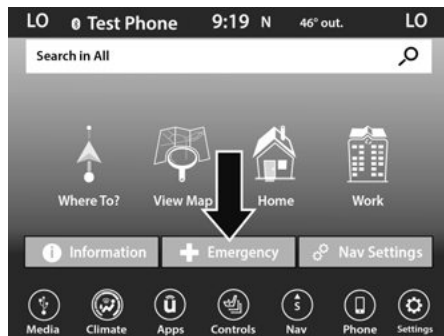 LO Test Phone 9:19 N 46° out. LO
Search in All
Where To? View Map Home Work
Information Emergency Nav Settings
Media Climate Apps Controls Nav Phone Settings